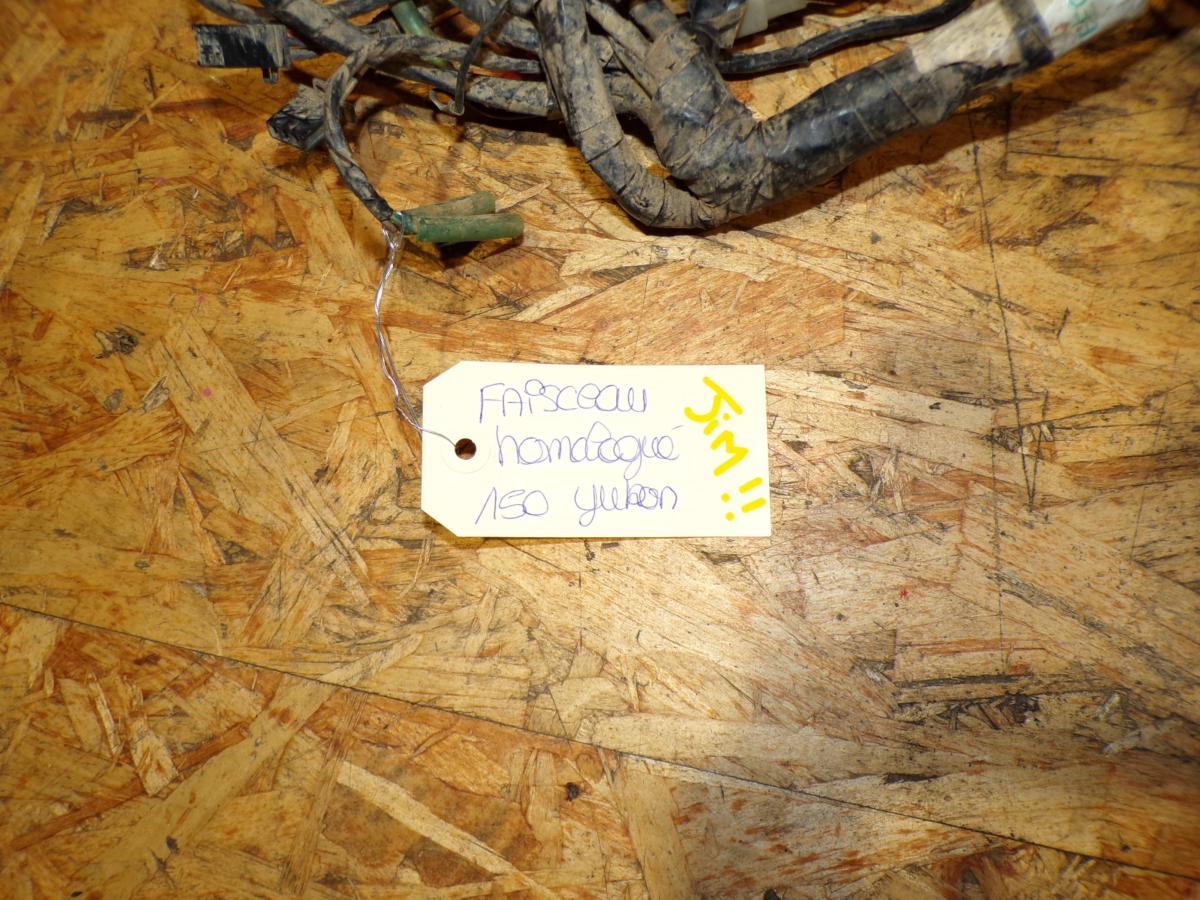 FAisceau
homologué
150 yukon
Jim !!